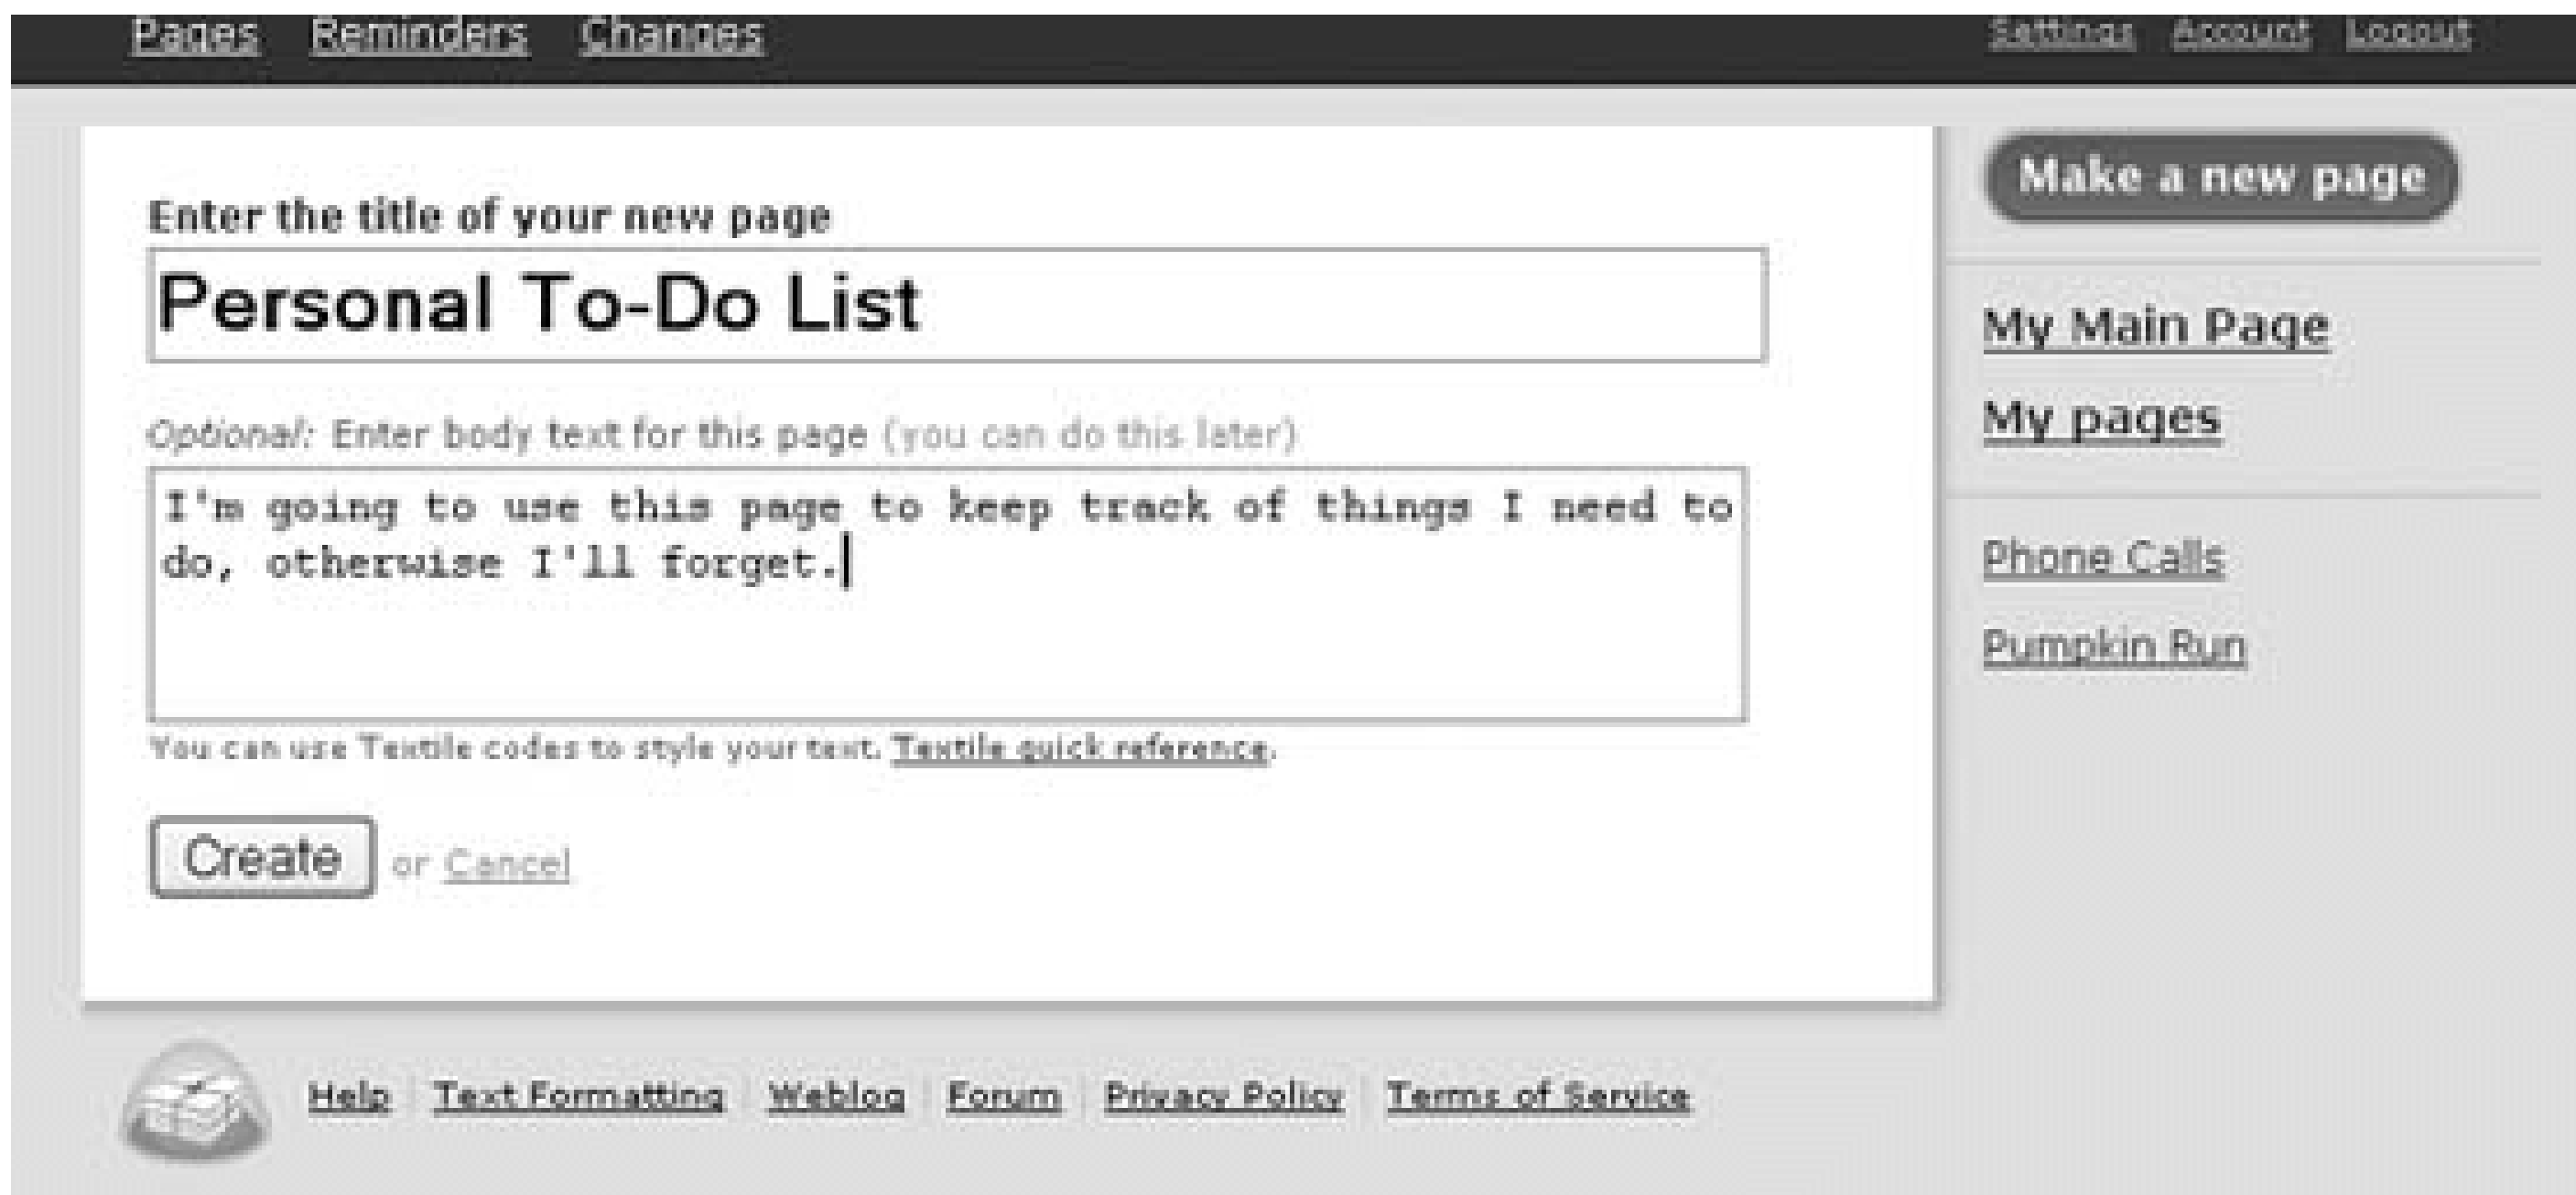 Pages Reminders Changes Settings Account Logout
Make a new page
Enter the title of your new page
Personal To-Do List
My Main Page
Optional: Enter body text for this page (you can do this later)
My pages
I'm going to use this page to keep track of things I need to
do, otherwise I'll forget.
Phone Calls
Pumpkin Run
You can use Textile codes to style your text. Textile quick reference.
Create or Cancel
Help Text Formatting Weblog Forum Privacy Policy Terms of Service